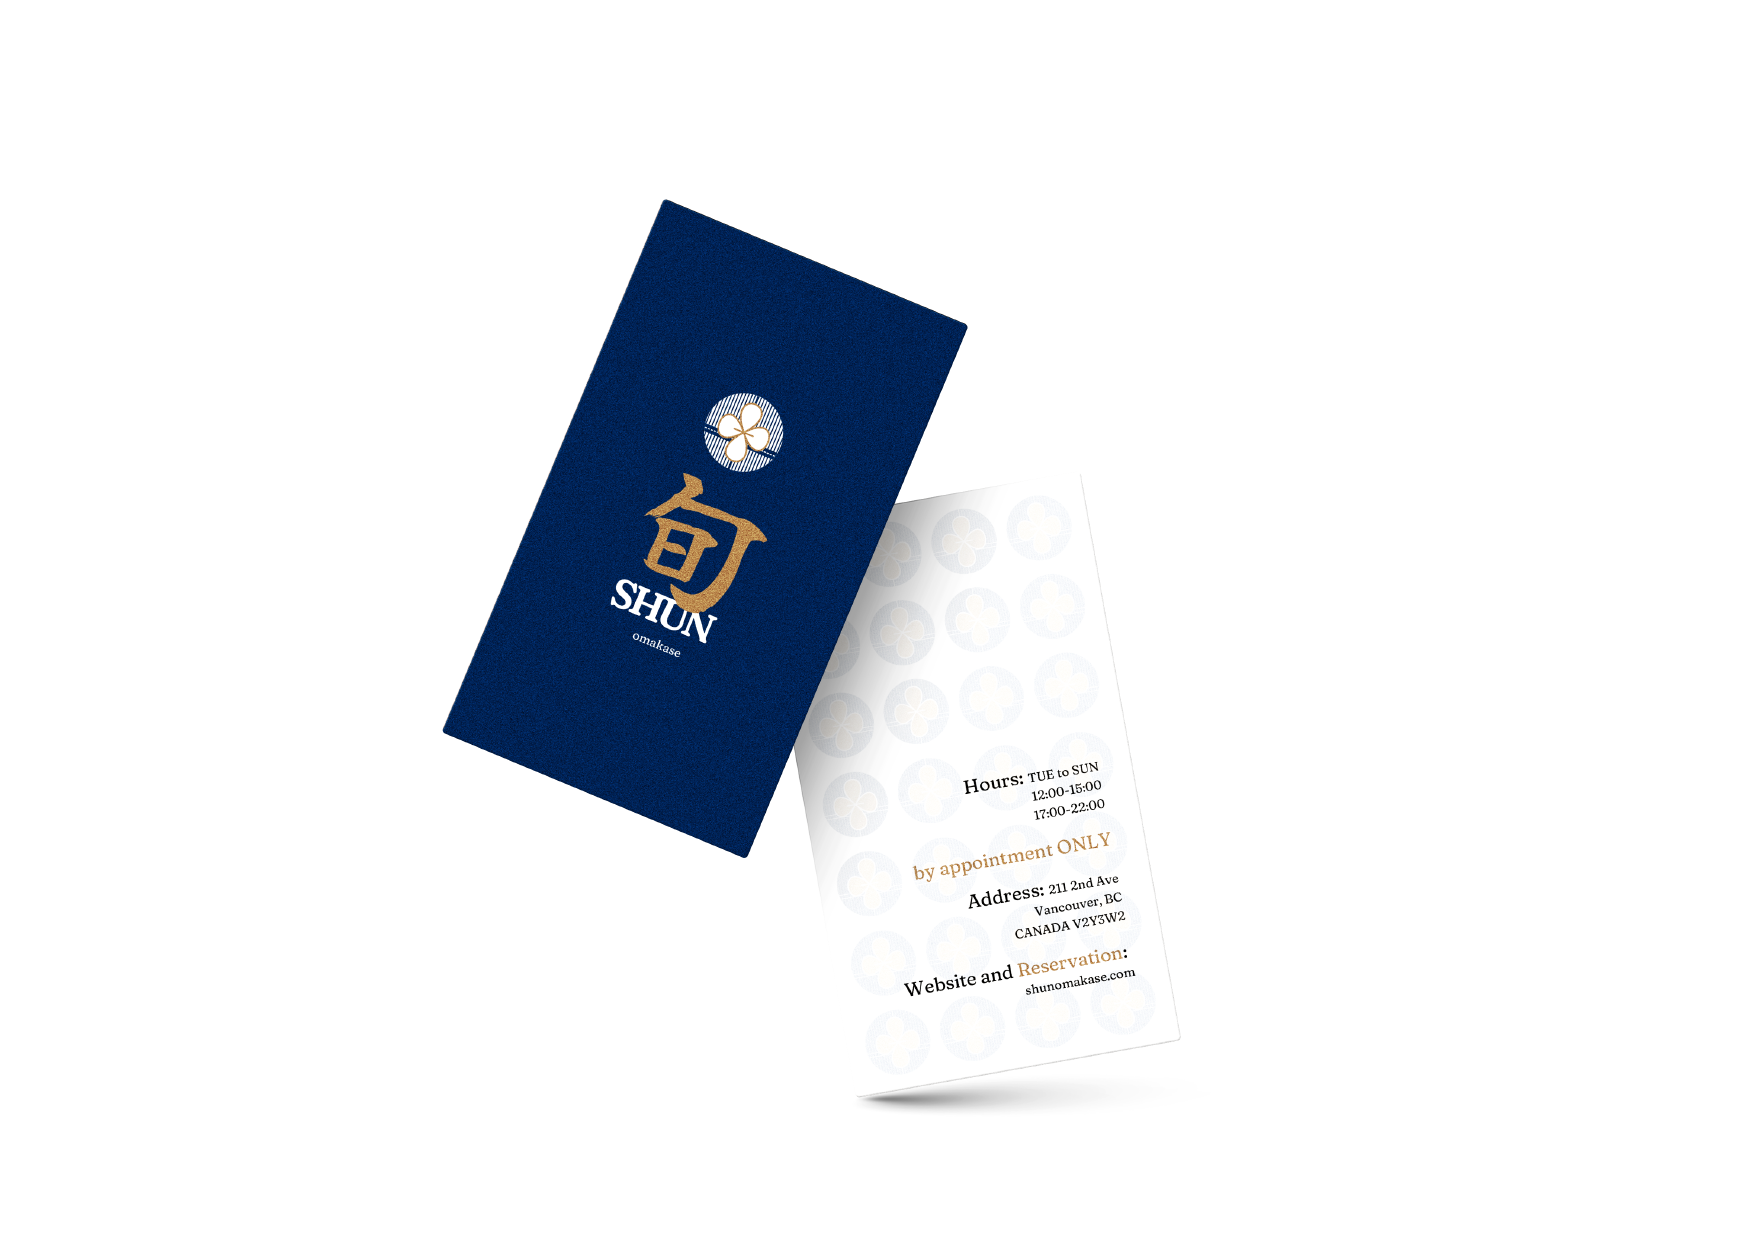 旬
SHUN
omakase
Hours: TUE to SUN
12:00-15:00
17:00-22:00
by appointment ONLY
Address: 211 2nd Ave
Vancouver, BC
CANADA V2Y3W2
Website and Reservation:
shunomakase.com